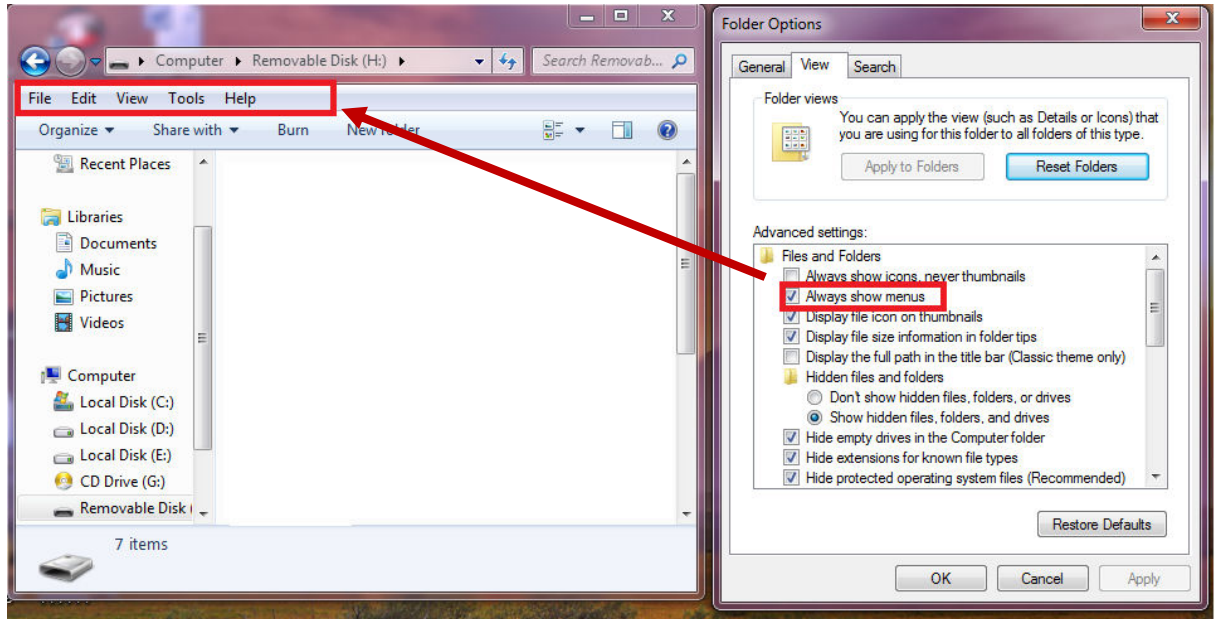 Computer Removable Disk (H:)
Search Removab...
File Edit View Tools Help
Organize Share with Burn New folder
Recent Places
Libraries
Documents
Music
Pictures
Videos
Computer
Local Disk (C:)
Local Disk (D:)
Local Disk (E:)
CD Drive (G:)
Removable Disk (
7 items
Folder Options
General View Search
Folder views
You can apply the view (such as Details or Icons) that
you are using for this folder to all folders of this type.
Apply to Folders Reset Folders
Advanced settings:
Files and Folders
Always show icons, never thumbnails
Always show menus
Display file icon on thumbnails
Display file size information in folder tips
Display the full path in the title bar (Classic theme only)
Hidden files and folders
Don't show hidden files, folders, or drives
Show hidden files, folders, and drives
Hide empty drives in the Computer folder
Hide extensions for known file types
Hide protected operating system files (Recommended)
Restore Defaults
OK Cancel Apply